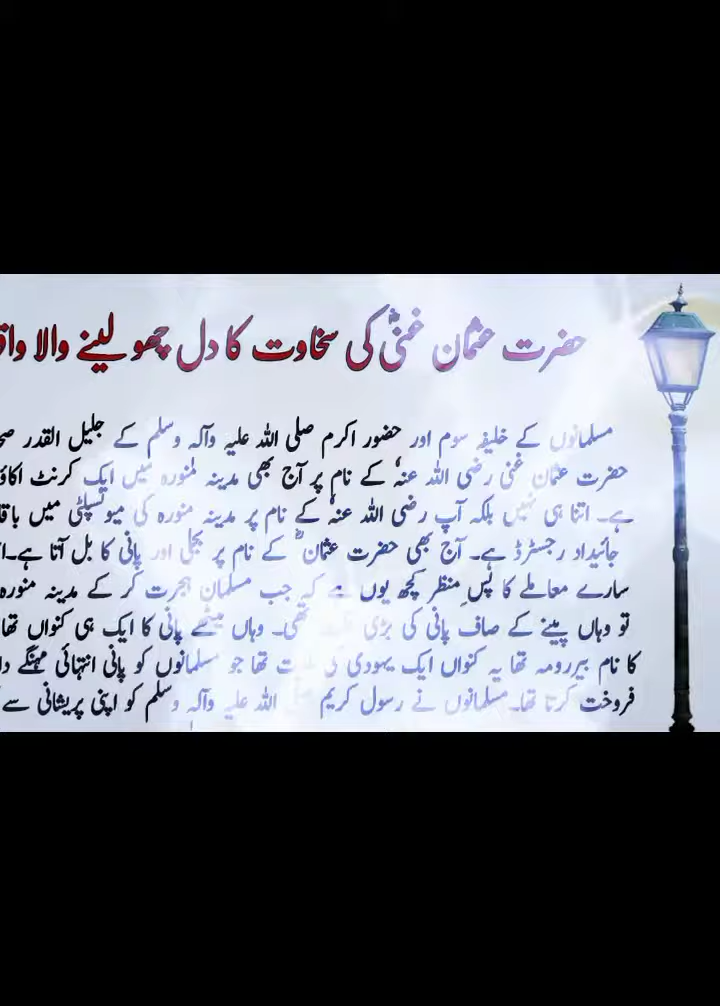 حضرت عثمان غنیؓ کی سخاوت کا دل چھو لینے والا
مسلمانوں کے خلیفہ سوم اور حضور اکرم صلی اللہ علیہ وآلہ وسلم کے جلیل القدر
حضرت عثمان غنی رضی اللہ عنہٗ کے نام پر آج بھی مدینہ منورہ میں ایک کرنٹ
ہے۔ اتنا ہی نہیں بلکہ آپ رضی اللہ عنہٗ کے نام پر مدینہ منورہ کی میونسپلٹی میں
جائیداد رجسٹرڈ ہے۔ آج بھی حضرت عثمانؓ کے نام پر بجلی اور پانی کا بل آتا ہے۔
سارے معاملے کا پسِ منظر کچھ یوں ہے کہ جب مسلمان ہجرت کر کے مدینہ منورہ
تو وہاں پینے کے صاف پانی کی بڑی قلت تھی۔ وہاں میٹھے پانی کا ایک ہی کنواں تھا
کا نام بیررومہ تھا یہ کنواں ایک یہودی کی تھا جو مسلمانوں کو پانی انتہائی مہنگے
فروخت کرتا تھا۔ مسلمانوں نے رسول کریم صلی اللہ علیہ وآلہ وسلم کو اپنی پریشانی سے